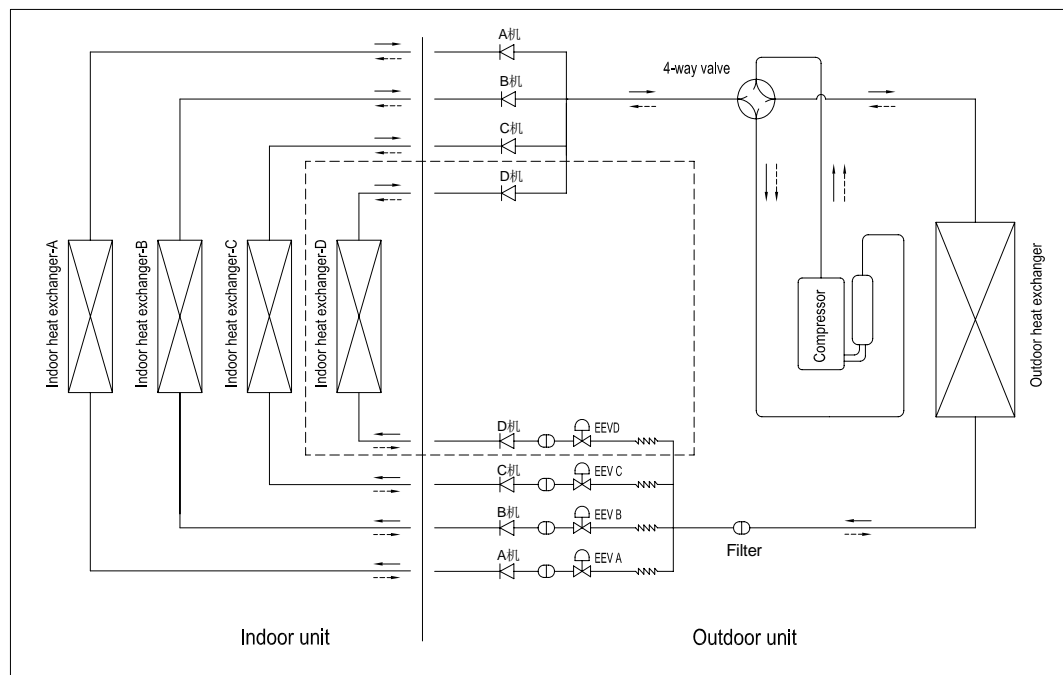 A机
4-way valve
B机
C机
D机
Indoor heat exchanger-A
Indoor heat exchanger-B
Indoor heat exchanger-C
Indoor heat exchanger-D
Compressor
Outdoor heat exchanger
D机
EEVD
C机
EEV C
B机
EEV B
Filter
A机
EEV A
Indoor unit
Outdoor unit